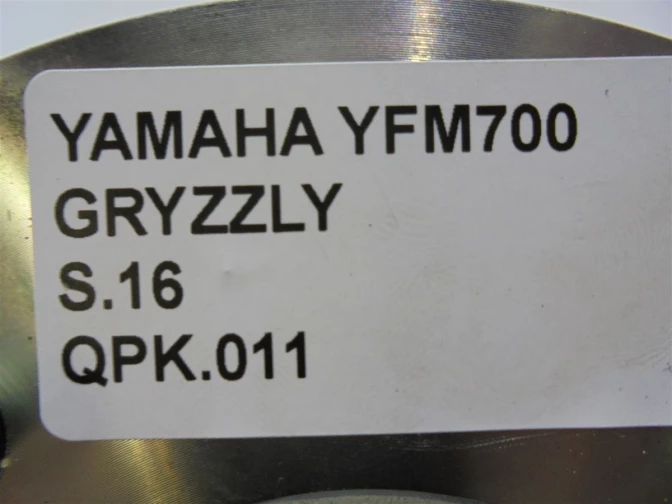 YAMAHA YFM700
GRYZZLY
S.16
QPK.011